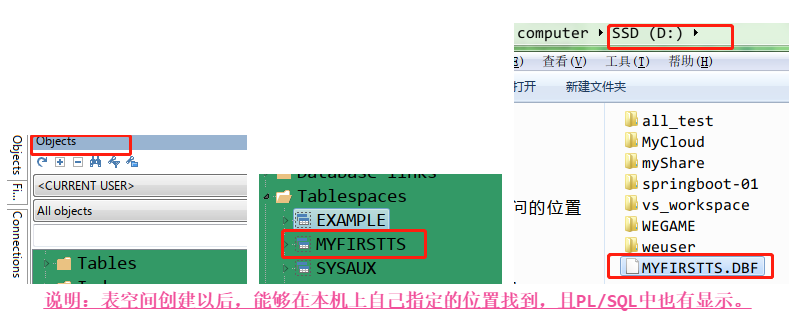 computer ▸ SSD (D:) ▸
查看(V) 工具(T) 帮助(H)
打开 新建文件夹
all_test
MyCloud
myShare
springboot-01
vs_workspace
WEGAME
weuser
MYFIRSTTS.DBF
问的位置
Objects
Objects
Fi...
Connections
<CURRENT USER>
All objects
Tables
Database links
Tablespaces
EXAMPLE
MYFIRSTTS
SYSAUX
说明：表空间创建以后，能够在本机上自己指定的位置找到，且PL/SQL中也有显示。